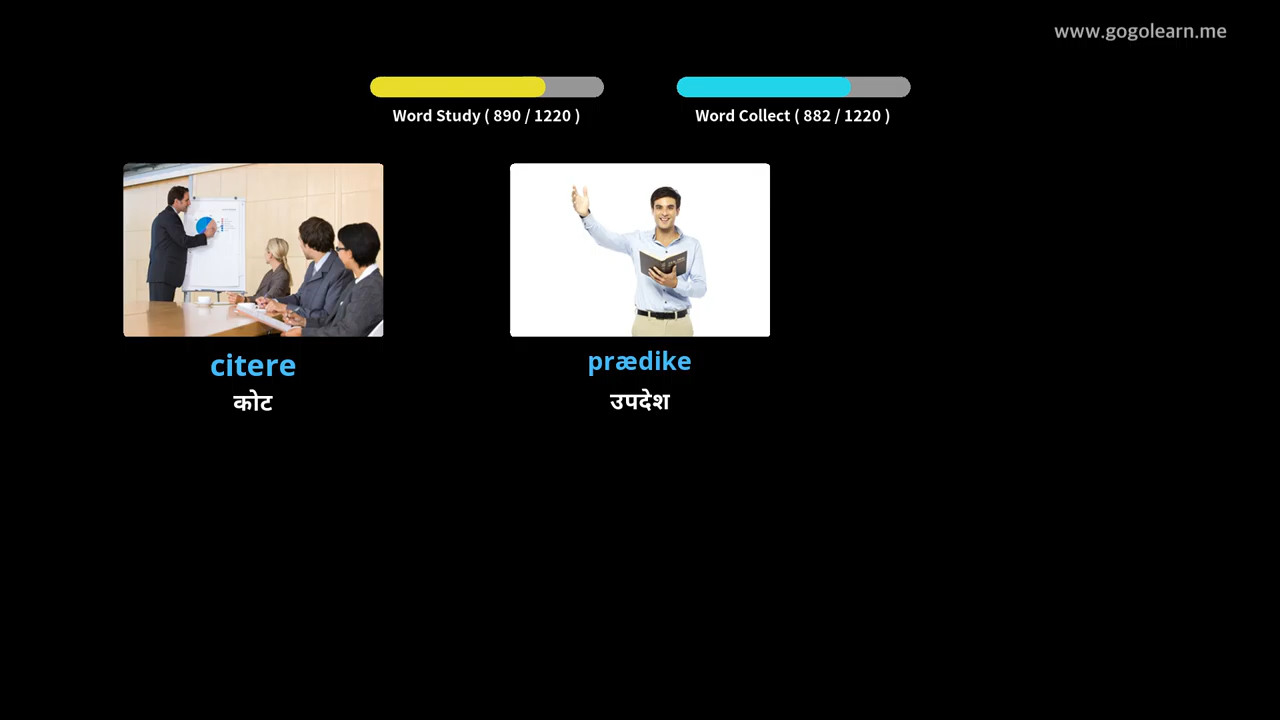 www.gogolearn.me
Word Study ( 890 / 1220 )
Word Collect ( 882 / 1220 )
citere
कोट
prædike
उपदेश